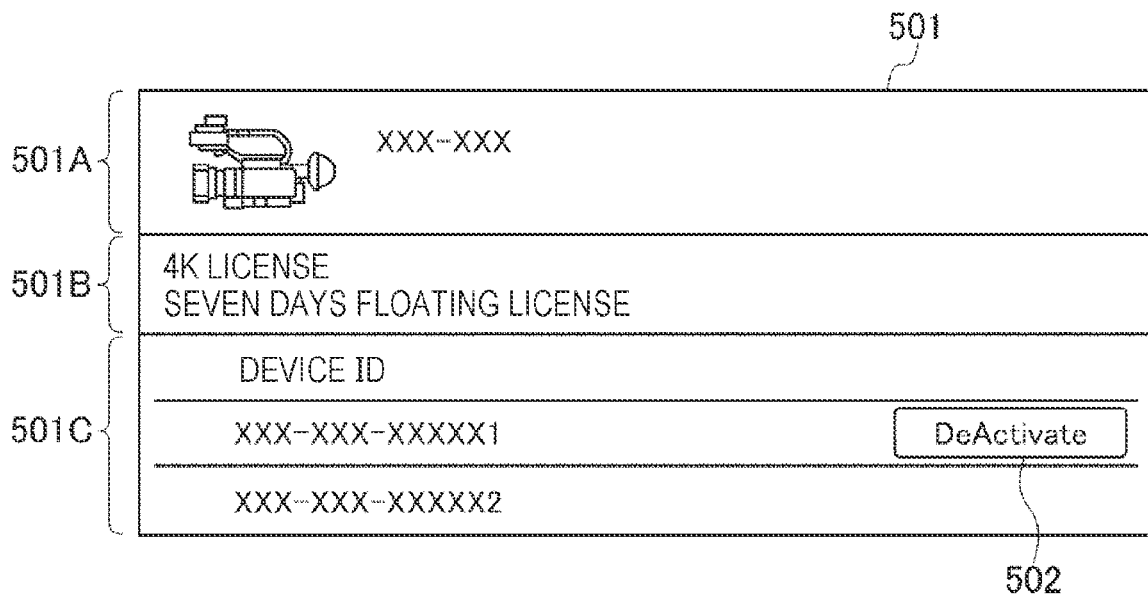 501
501A
XXX-XXX
501B
4K LICENSE
SEVEN DAYS FLOATING LICENSE
501C
DEVICE ID
XXX-XXX-XXXXX1
DeActivate
XXX-XXX-XXXXX2
502